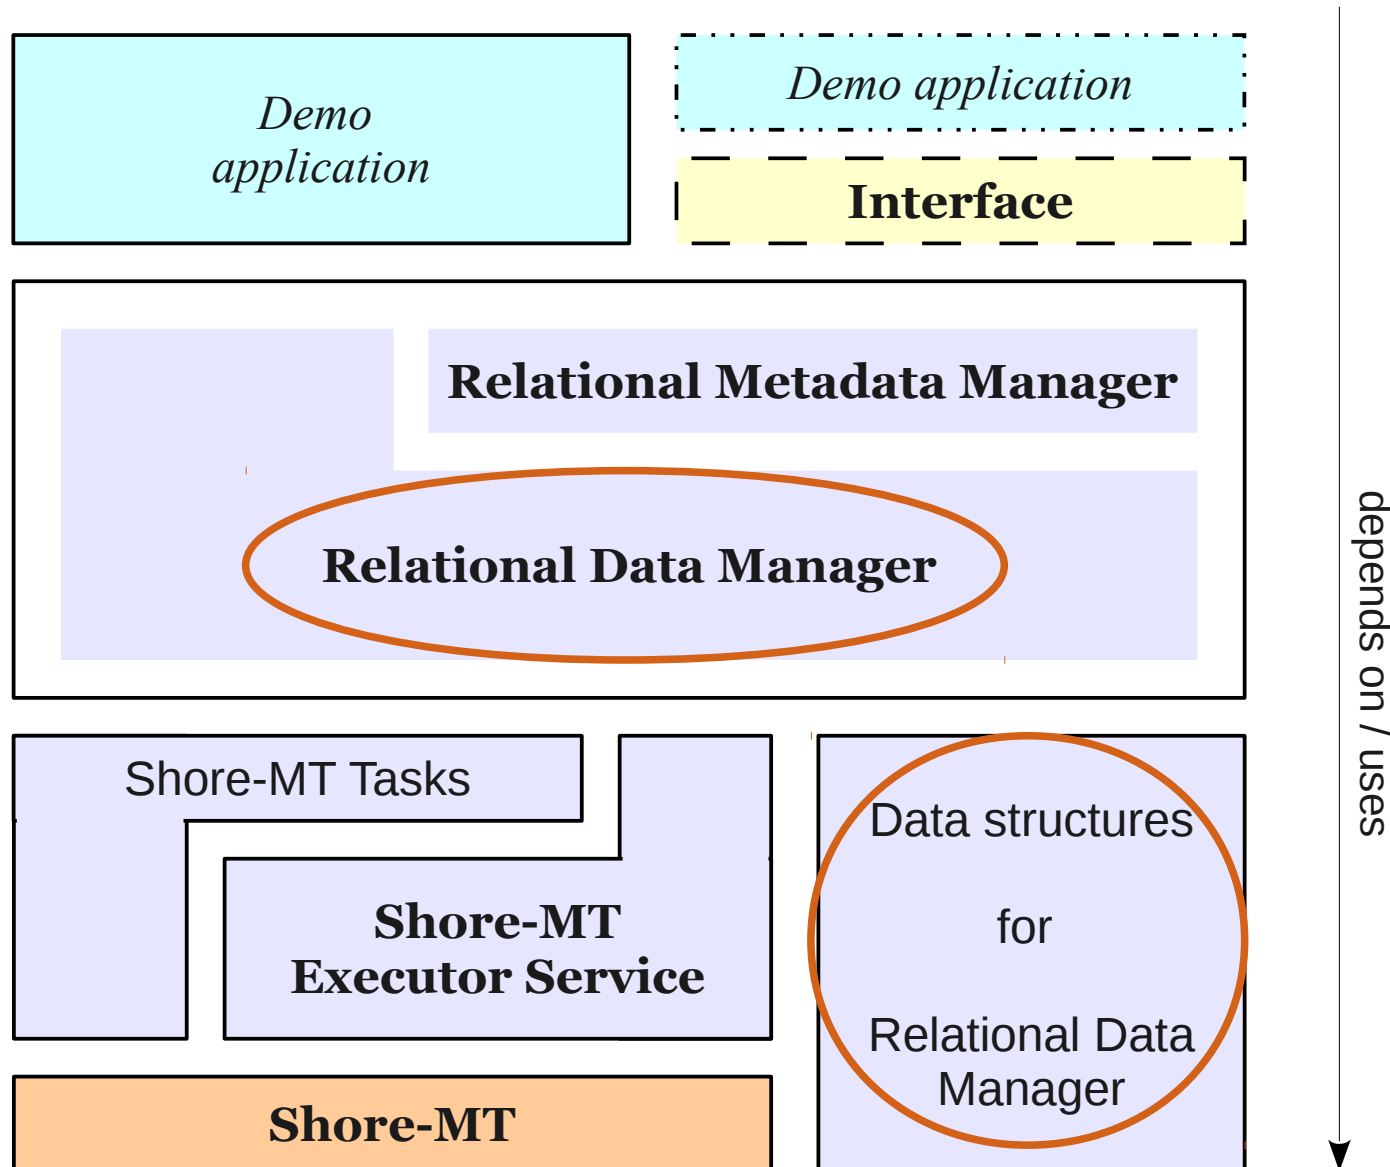 Demo
application
Demo application
Interface
Relational Metadata Manager
Relational Data Manager
Shore-MT Tasks
Shore-MT
Executor Service
Shore-MT
Data structures
for
Relational Data
Manager
depends on / uses